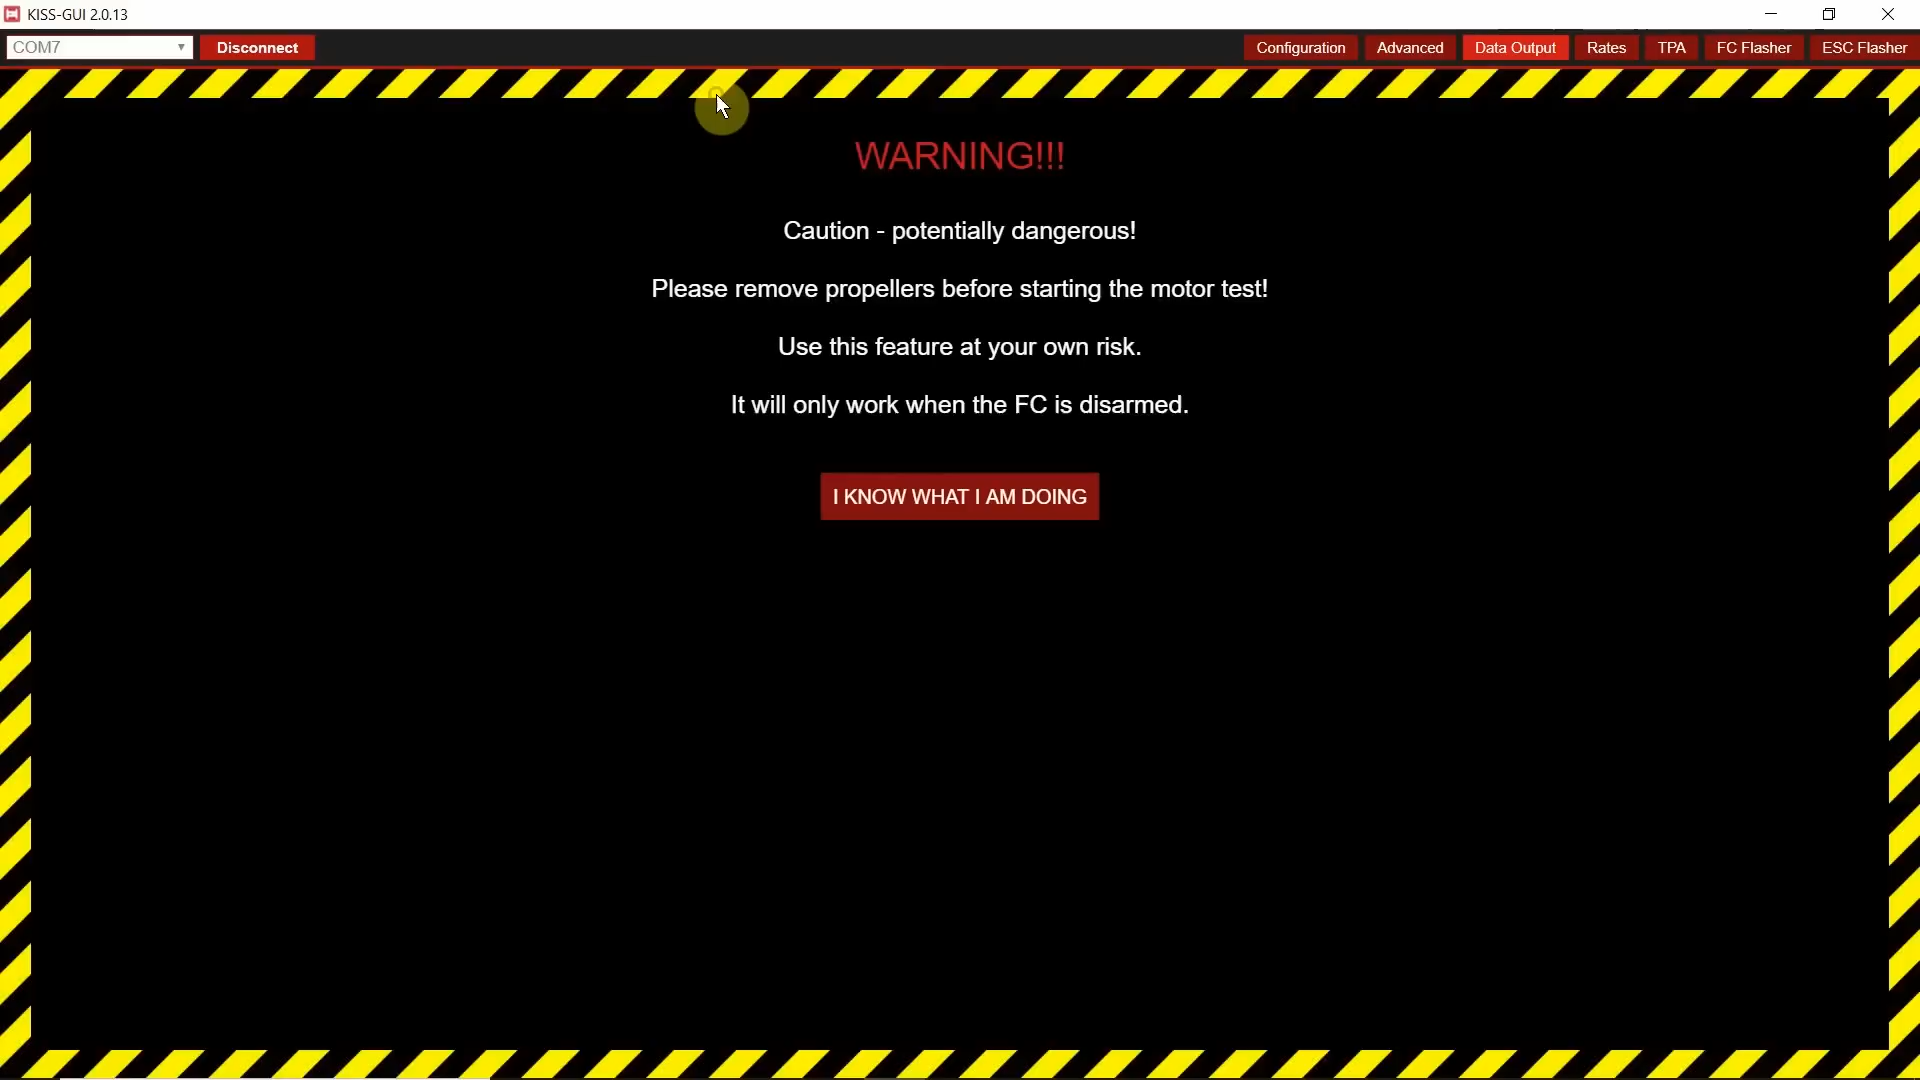 KISS-GUI 2.0.13
COM7
Disconnect
Configuration
Advanced
Data Output
Rates
TPA
FC Flasher
ESC Flasher
WARNING!!!
Caution - potentially dangerous!
Please remove propellers before starting the motor test!
Use this feature at your own risk.
It will only work when the FC is disarmed.
I KNOW WHAT I AM DOING